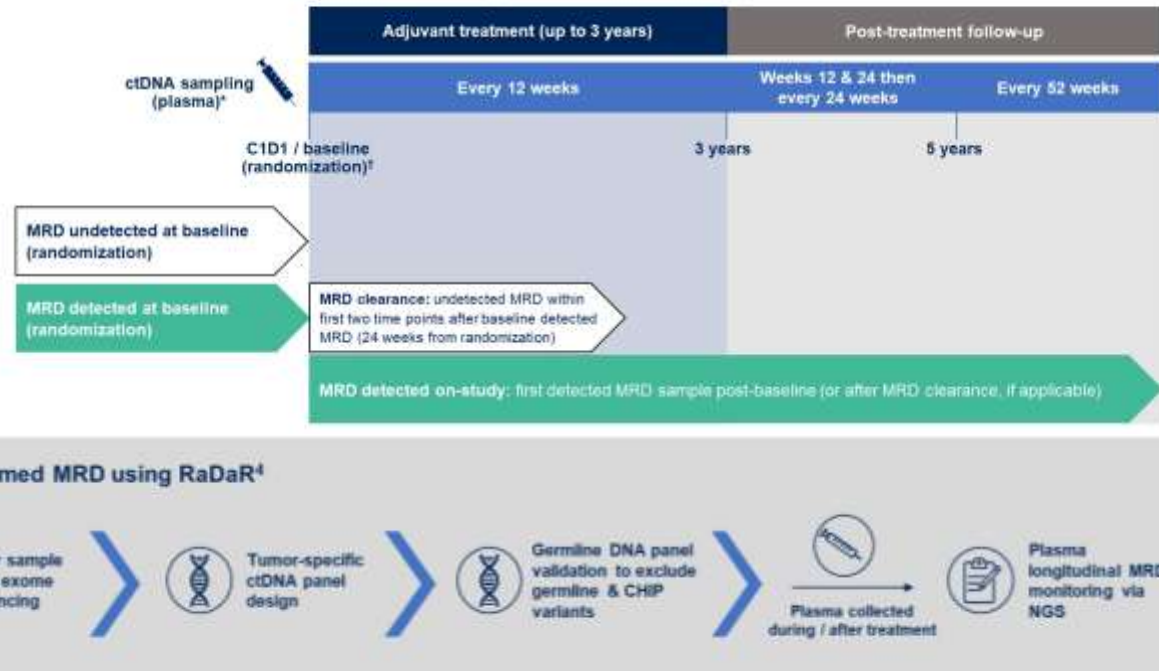 Adjuvant treatment (up to 3 years)
Post-treatment follow-up
ctDNA sampling
(plasma)*
Every 12 weeks
Weeks 12 & 24 then
every 24 weeks
Every 52 weeks
C1D1 / baseline
(randomization)†
3 years
5 years
MRD undetected at baseline
(randomization)
MRD detected at baseline
(randomization)
MRD clearance: undetected MRD within
first two time points after baseline detected
MRD (24 weeks from randomization)
MRD detected on-study: first detected MRD sample post-baseline (or after MRD clearance, if applicable)
med MRD using RaDaR⁴
sample
exome
ncing
Tumor-specific
ctDNA panel
design
Germline DNA panel
validation to exclude
germline & CHIP
variants
Plasma collected
during / after treatment
Plasma
longitudinal MRD
monitoring via
NGS